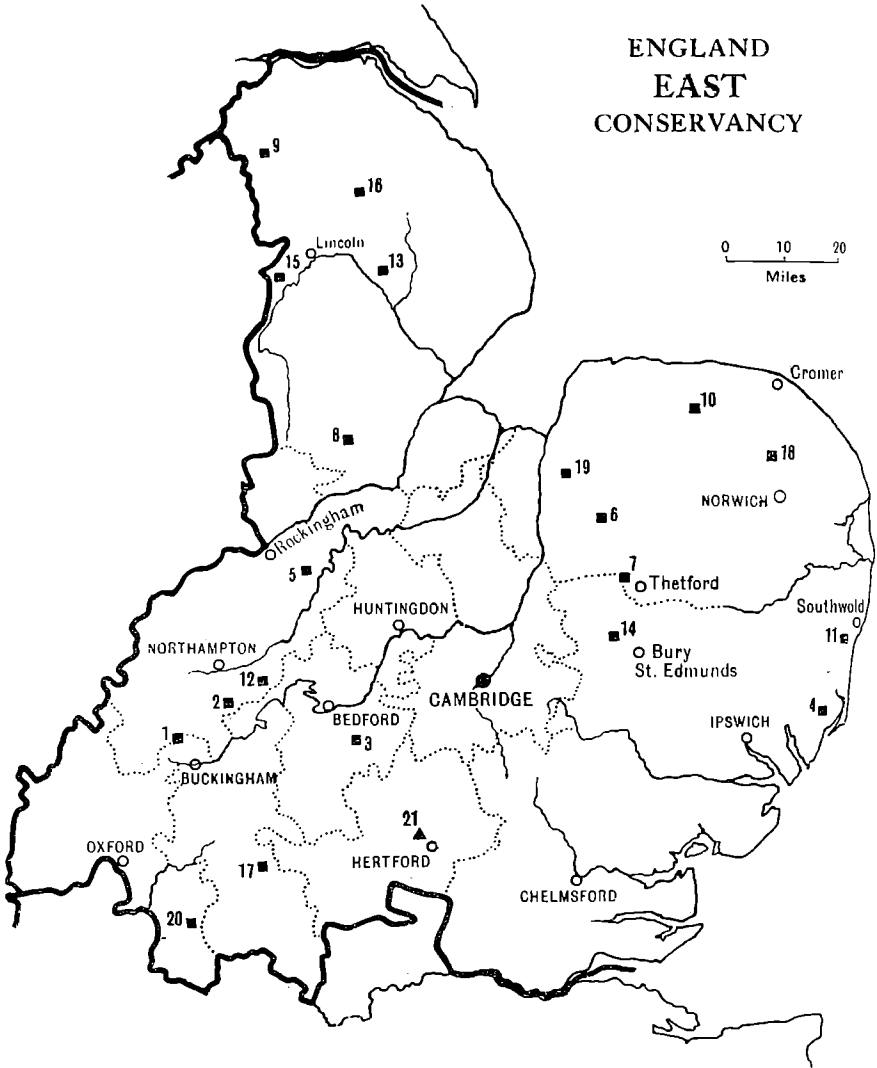 ENGLAND
EAST
CONSERVANCY
9
16
Lincoln
15
13
0 10 20
Miles
Cromer
10
8
18
19
NORWICH
6
Rockingham
5
7
Thetford
HUNTINGDON
Southwold
14
11
NORTHAMPTON
Bury
St. Edmunds
12
2
CAMBRIDGE
4
BEDFORD
IPSWICH
1
3
BUCKINGHAM
21
OXFORD
HERTFORD
17
CHELMSFORD
20